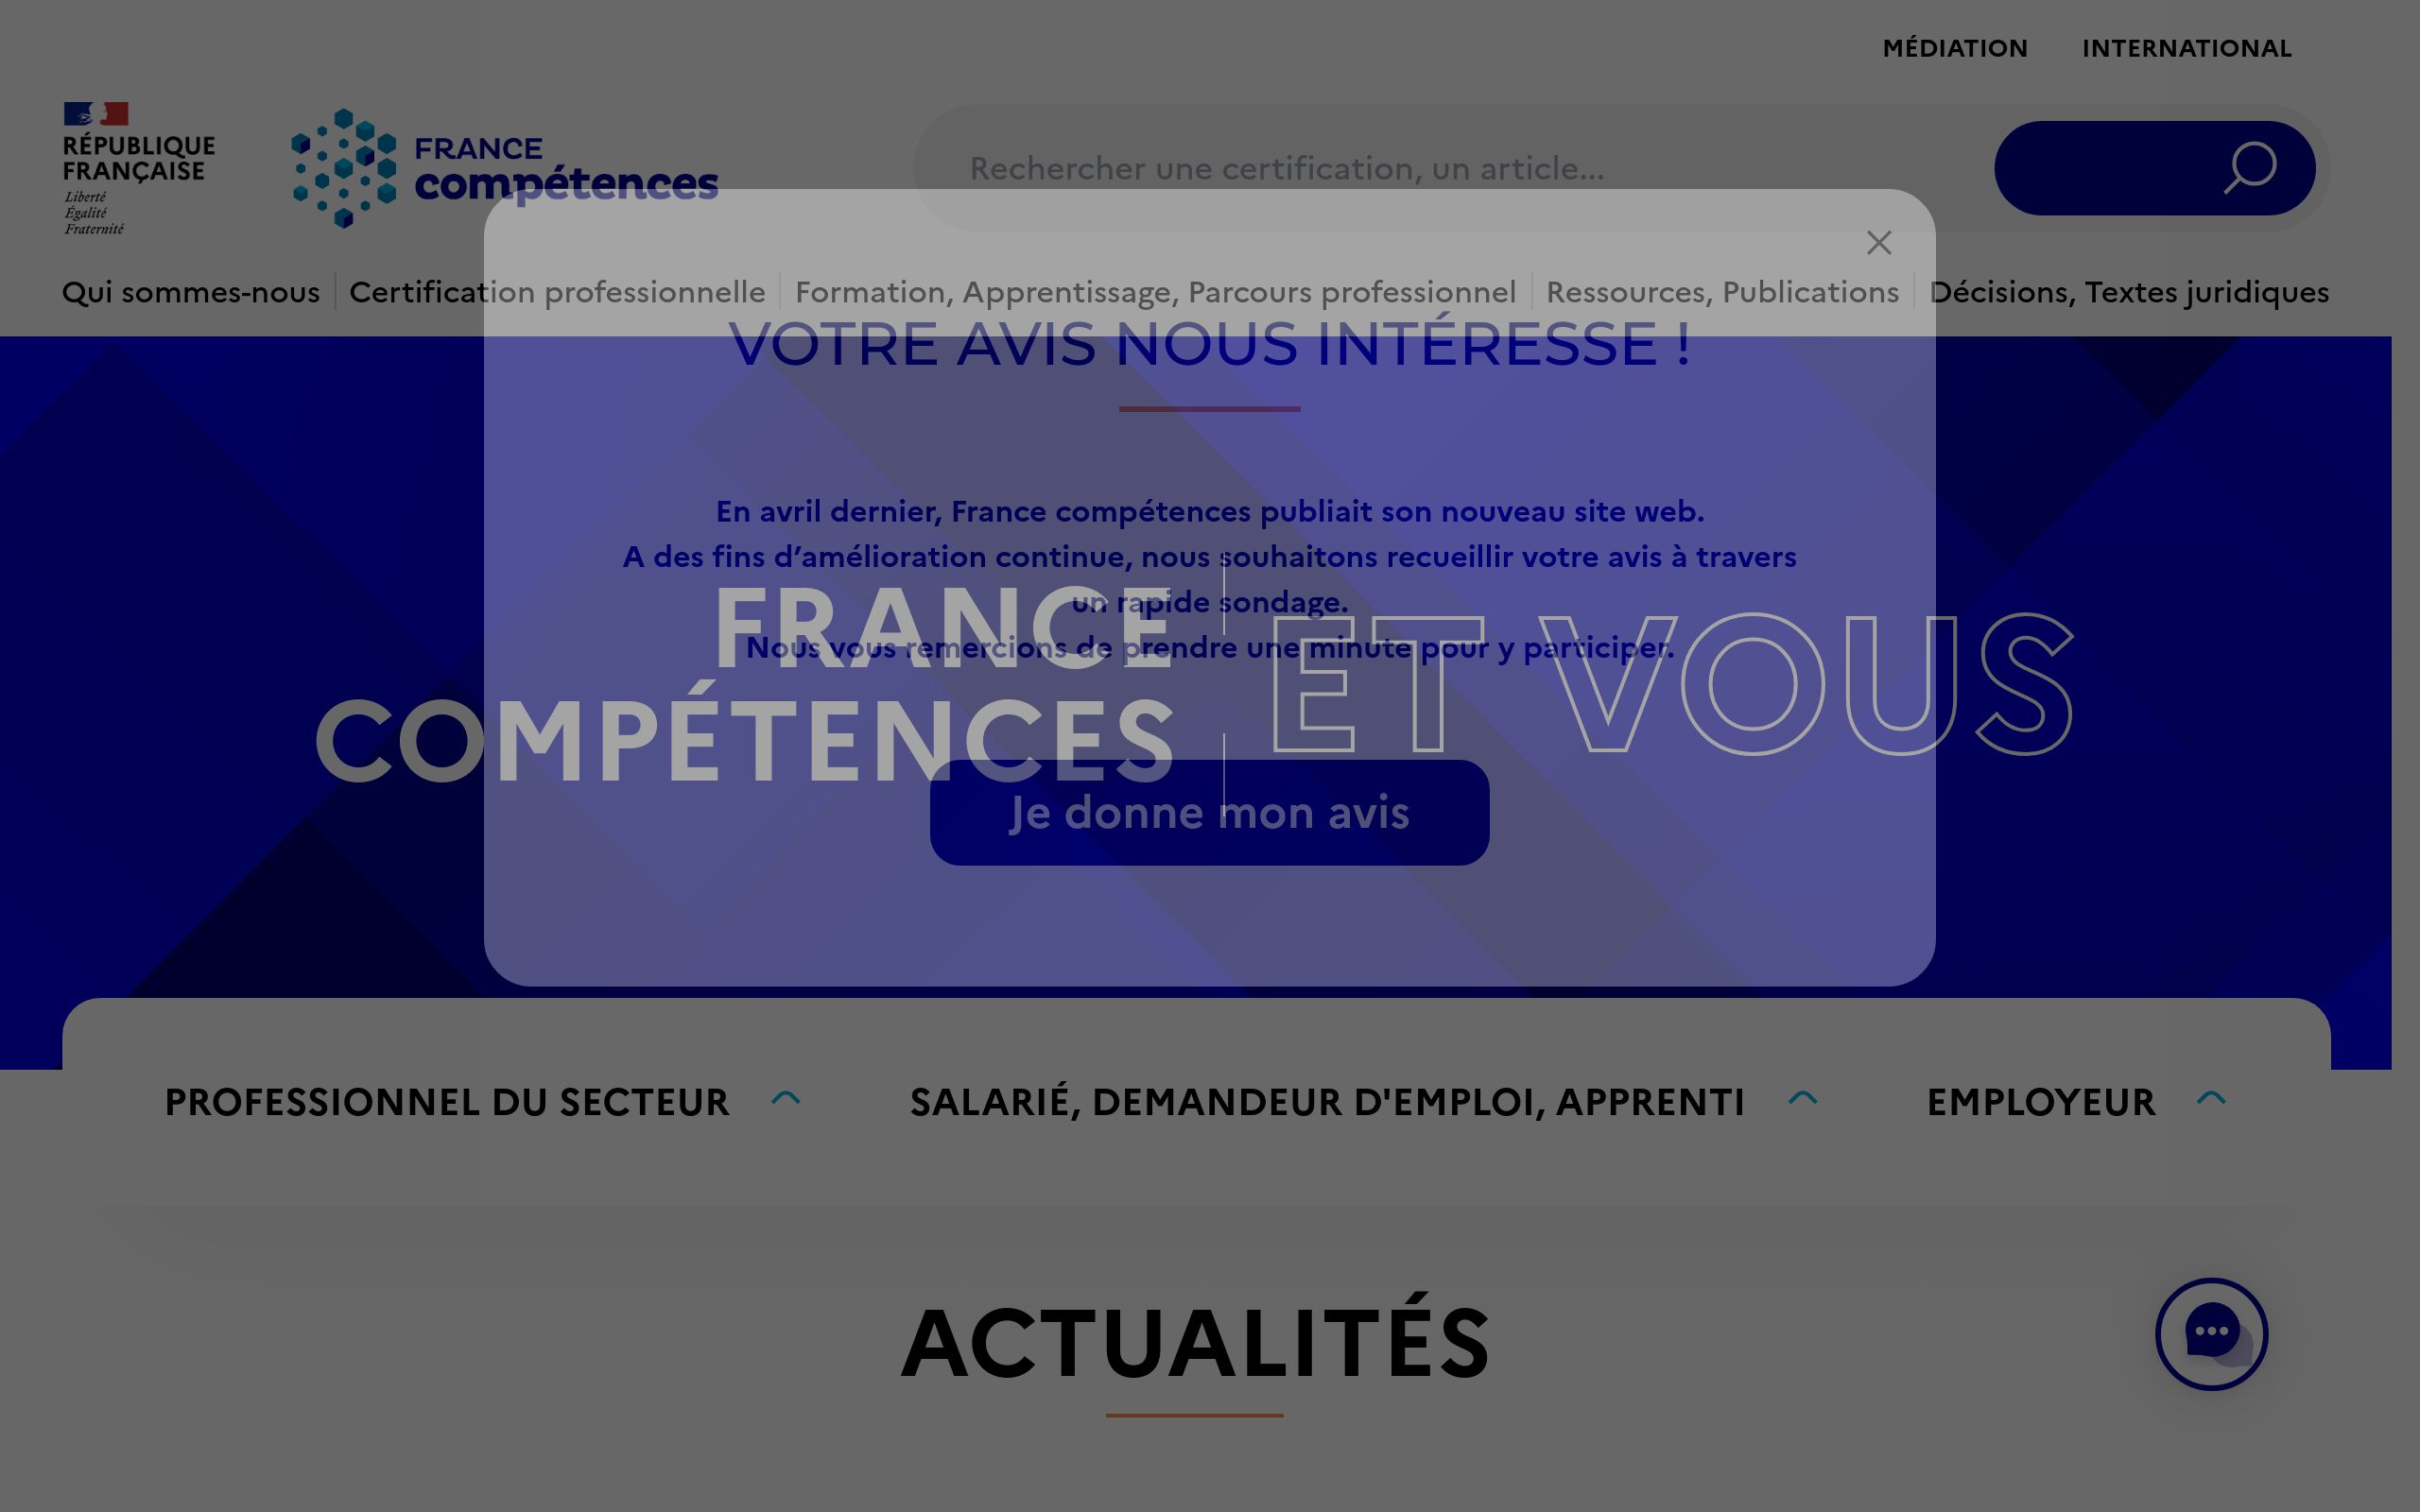 MÉDIATION INTERNATIONAL
RÉPUBLIQUE
FRANÇAISE
Liberté
Égalité
Fraternité
FRANCE
compétences
Rechercher une certification, un article...
Qui sommes-nous Certification professionnelle Formation, Apprentissage, Parcours professionnel Ressources, Publications Décisions, Textes juridiques
VOTRE AVIS NOUS INTÉRESSE !
En avril dernier, France compétences publiait son nouveau site web.
A des fins d’amélioration continue, nous souhaitons recueillir votre avis à travers
un rapide sondage.
Nous vous remercions de prendre une minute pour y participer.
Je donne mon avis
FRANCE
COMPÉTENCES
ET VOUS
PROFESSIONNEL DU SECTEUR SALARIÉ, DEMANDEUR D'EMPLOI, APPRENTI EMPLOYEUR
ACTUALITÉS